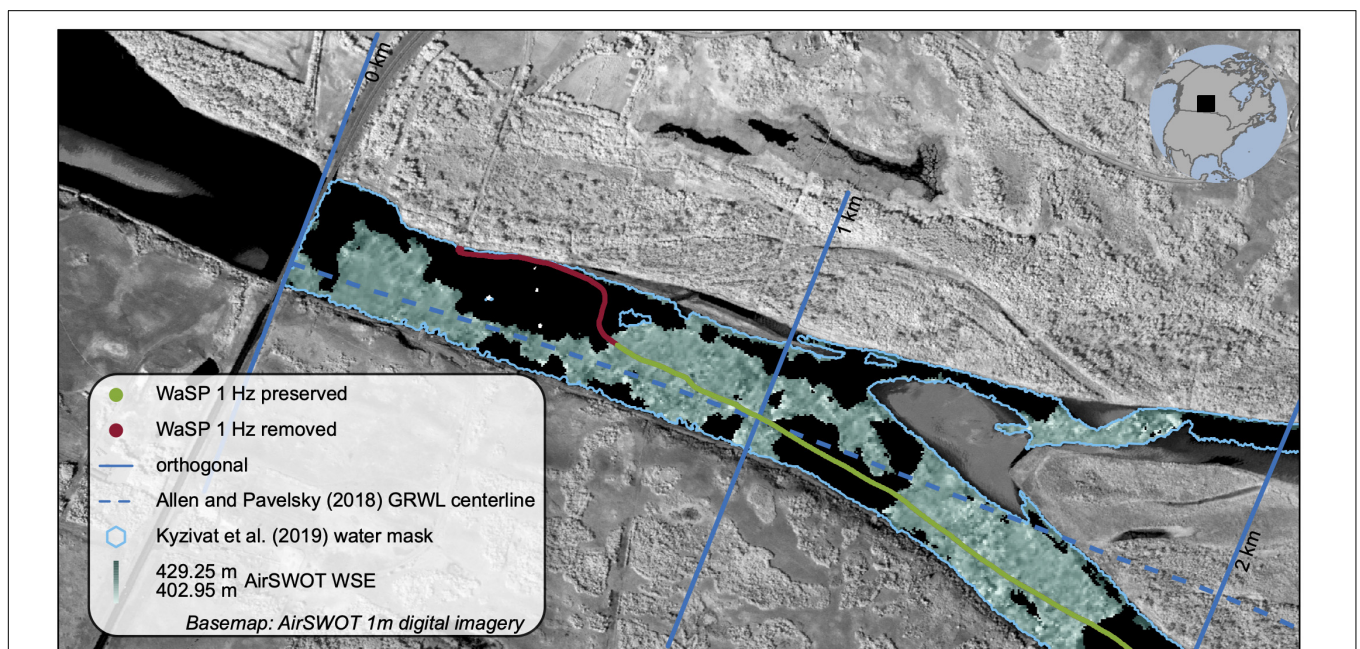 0 km
1 km
2 km
WaSP 1 Hz preserved
WaSP 1 Hz removed
orthogonal
Allen and Pavelsky (2018) GRWL centerline
Kyzivat et al. (2019) water mask
429.25 m
402.95 m AirSWOT WSE
Basemap: AirSWOT 1m digital imagery